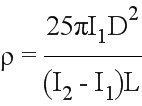 ρ = 25πI₁D² / (I₂ - I₁)L